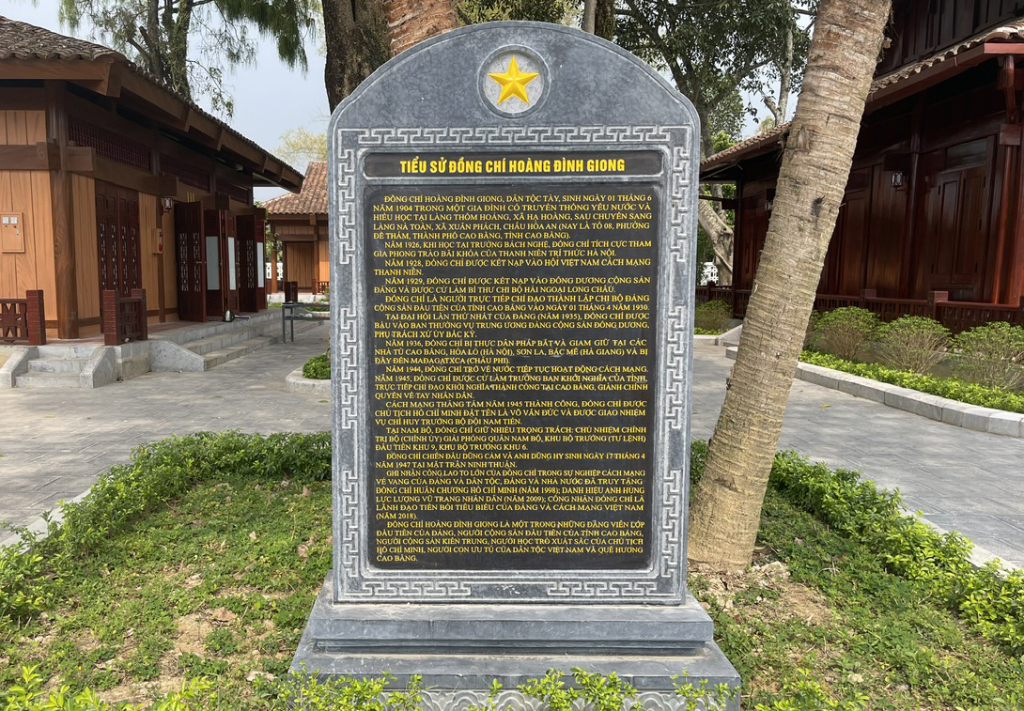 TIỂU SỬ ĐỒNG CHÍ HOÀNG ĐÌNH GIONG
ĐỒNG CHÍ HOÀNG ĐÌNH GIONG, DÂN TỘC TÀY, SINH NGÀY 01 THÁNG 6
NĂM 1904 TRONG MỘT GIA ĐÌNH CÓ TRUYỀN THỐNG YÊU NƯỚC VÀ
HIẾU HỌC TẠI LÀNG THÔM HOÁNG, XÃ HẠ HOÀNG, SAU CHUYỂN SANG
LÀNG NÀ TOÀN, XÃ XUÂN PHÁCH, CHÂU HÒA AN (NAY LÀ TỔ 08, PHƯỜNG
ĐỀ THÁM, THÀNH PHỐ CAO BẰNG, TỈNH CAO BẰNG).
NĂM 1926, KHI HỌC TẠI TRƯỜNG BÁCH NGHỆ, ĐỒNG CHÍ TÍCH CỰC THAM
GIA PHONG TRÀO BÃI KHÓA CỦA THANH NIÊN TRÍ THỨC HÀ NỘI.
NĂM 1928, ĐỒNG CHÍ ĐƯỢC KẾT NẠP VÀO HỘI VIỆT NAM CÁCH MẠNG
THANH NIÊN.
NĂM 1929, ĐỒNG CHÍ ĐƯỢC KẾT NẠP VÀO ĐÔNG DƯƠNG CỘNG SẢN
ĐẢNG VÀ ĐƯỢC CỬ LÀM BÍ THƯ CHI BỘ HẢI NGOẠI LONG CHÂU.
ĐỒNG CHÍ LÀ NGƯỜI TRỰC TIẾP CHỈ ĐẠO THÀNH LẬP CHI BỘ ĐẢNG
CỘNG SẢN ĐẦU TIÊN CỦA TỈNH CAO BẰNG VÀO NGÀY 01 THÁNG 4 NĂM 1930.
TẠI ĐẠI HỘI LẦN THỨ NHẤT CỦA ĐẢNG (NĂM 1935), ĐỒNG CHÍ ĐƯỢC
BẦU VÀO BAN THƯỜNG VỤ TRUNG ƯƠNG ĐẢNG CỘNG SẢN ĐÔNG DƯƠNG,
PHỤ TRÁCH XỨ ỦY BẮC KỲ.
NĂM 1936, ĐỒNG CHÍ BỊ THỰC DÂN PHÁP BẮT VÀ GIAM GIỮ TẠI CÁC
NHÀ TÙ CAO BẰNG, HỎA LÒ (HÀ NỘI), SƠN LA, BẮC MÊ (HÀ GIANG) VÀ BỊ
ĐÀY ĐẾN MAĐAGATXCA (CHÂU PHI).
NĂM 1944, ĐỒNG CHÍ TRỞ VỀ NƯỚC TIẾP TỤC HOẠT ĐỘNG CÁCH MẠNG.
NĂM 1945, ĐỒNG CHÍ ĐƯỢC CỬ LÀM TRƯỞNG BAN KHỞI NGHĨA CỦA TỈNH,
TRỰC TIẾP CHỈ ĐẠO KHỞI NGHĨA THÀNH CÔNG TẠI CAO BẰNG, GIÀNH CHÍNH
QUYỀN VỀ TAY NHÂN DÂN.
CÁCH MẠNG THÁNG TÁM NĂM 1945 THÀNH CÔNG, ĐỒNG CHÍ ĐƯỢC
CHỦ TỊCH HỒ CHÍ MINH ĐẶT TÊN LÀ VÕ VĂN ĐỨC VÀ ĐƯỢC GIAO NHIỆM
VỤ CHỈ HUY TRƯỞNG BỘ ĐỘI NAM TIẾN.
TẠI NAM BỘ, ĐỒNG CHÍ GIỮ NHIỀU TRỌNG TRÁCH: CHỦ NHIỆM CHÍNH
TRỊ BỘ (CHÍNH ỦY) GIẢI PHÓNG QUÂN NAM BỘ, KHU BỘ TRƯỞNG (TƯ LỆNH)
ĐẦU TIÊN KHU 9, KHU BỘ TRƯỞNG KHU 6.
ĐỒNG CHÍ CHIẾN ĐẤU DŨNG CẢM VÀ ANH DŨNG HY SINH NGÀY 17 THÁNG 4
NĂM 1947 TẠI MẶT TRẬN NINH THUẬN.
GHI NHẬN CÔNG LAO TO LỚN CỦA ĐỒNG CHÍ TRONG SỰ NGHIỆP CÁCH MẠNG
VẺ VANG CỦA ĐẢNG VÀ DÂN TỘC, ĐẢNG VÀ NHÀ NƯỚC ĐÃ TRUY TẶNG
ĐỒNG CHÍ HUÂN CHƯƠNG HỒ CHÍ MINH (NĂM 1998); DANH HIỆU ANH HÙNG
LỰC LƯỢNG VŨ TRANG NHÂN DÂN (NĂM 2009); CÔNG NHẬN ĐỒNG CHÍ LÀ
LÃNH ĐẠO TIỀN BỐI TIÊU BIỂU CỦA ĐẢNG VÀ CÁCH MẠNG VIỆT NAM
(NĂM 2018).
ĐỒNG CHÍ HOÀNG ĐÌNH GIONG LÀ MỘT TRONG NHỮNG ĐẢNG VIÊN LỚP
ĐẦU TIÊN CỦA ĐẢNG, NGƯỜI CỘNG SẢN ĐẦU TIÊN CỦA TỈNH CAO BẰNG,
NGƯỜI CỘNG SẢN KIÊN TRUNG, NGƯỜI HỌC TRÒ XUẤT SẮC CỦA CHỦ TỊCH
HỒ CHÍ MINH, NGƯỜI CON ƯU TÚ CỦA DÂN TỘC VIỆT NAM VÀ QUÊ HƯƠNG
CAO BẰNG.